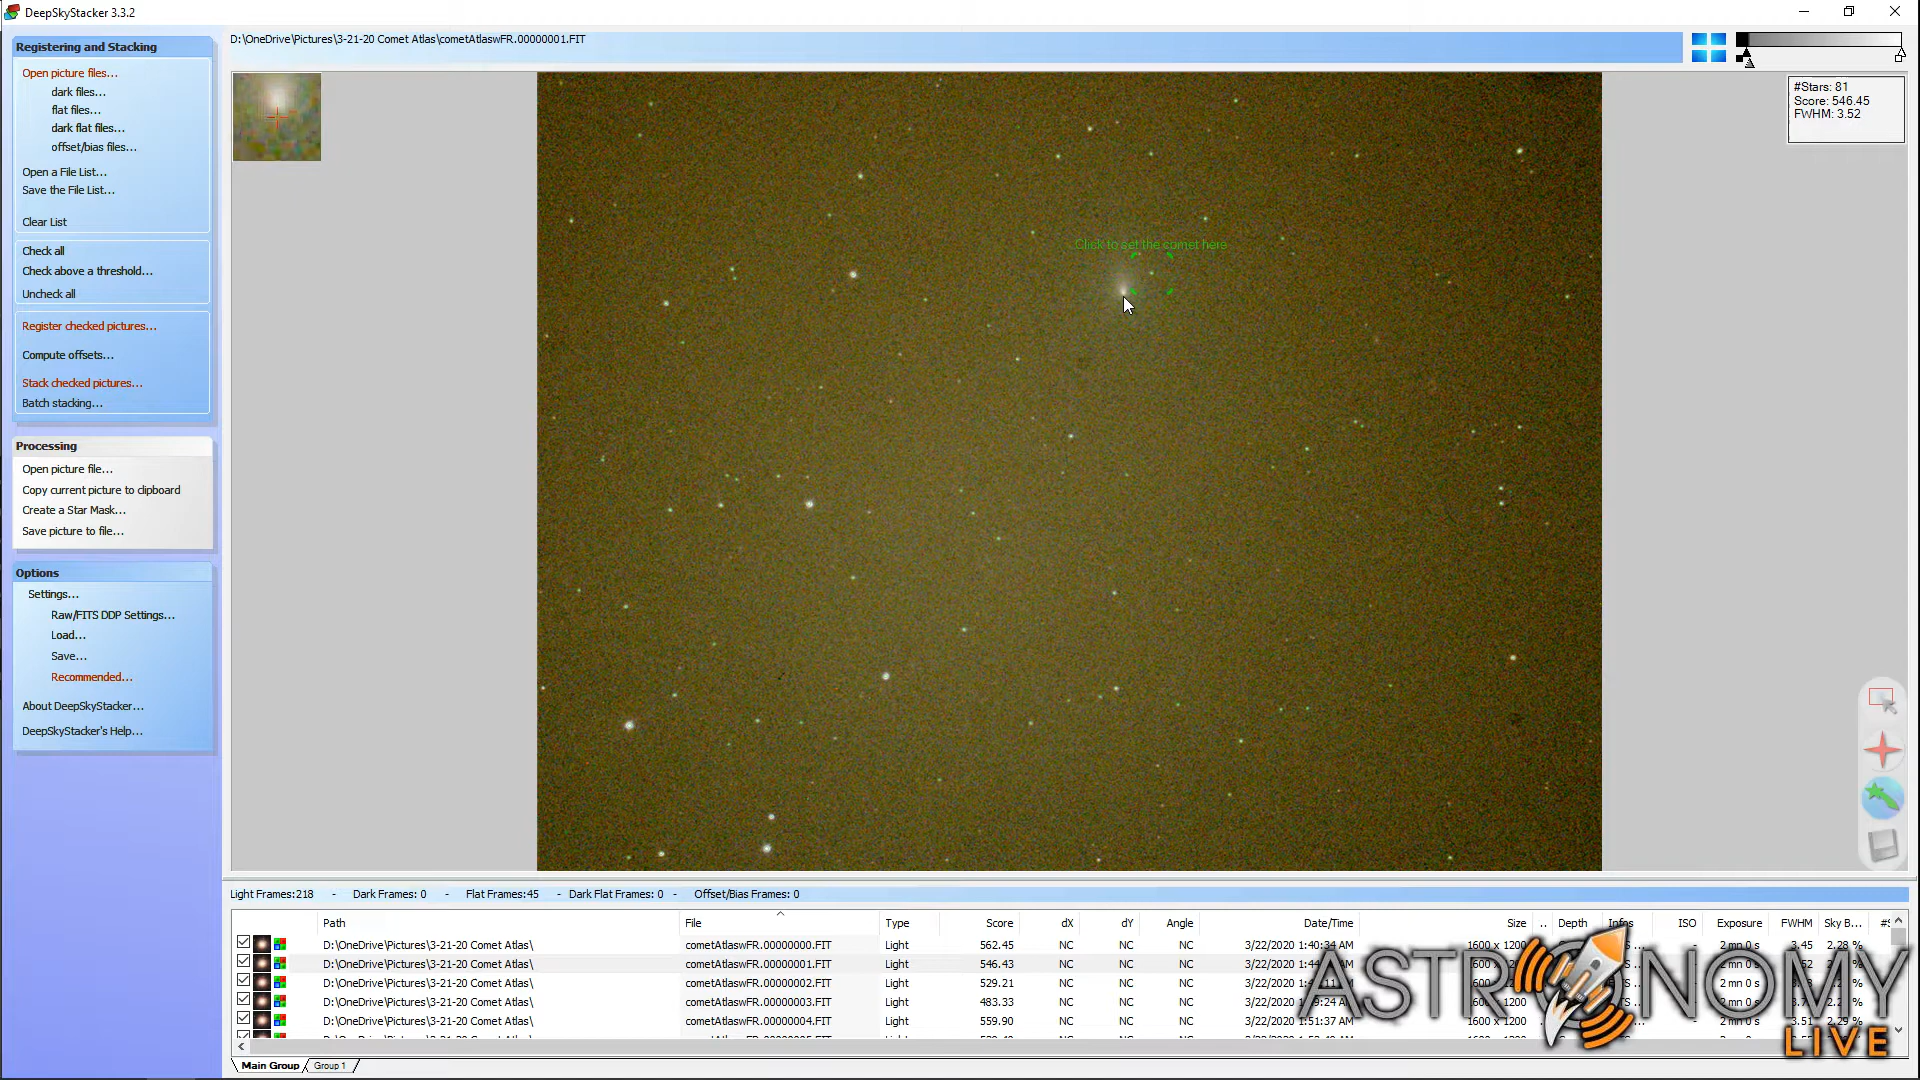 DeepSkyStacker 3.3.2
Registering and Stacking
Open picture files...
dark files...
flat files...
dark flat files...
offset/bias files...
Open a File List...
Save the File List...
Clear List
Check all
Check above a threshold...
Uncheck all
Register checked pictures...
Compute offsets...
Stack checked pictures...
Batch stacking...
Processing
Open picture file...
Copy current picture to clipboard
Create a Star Mask...
Save picture to file...
Options
Settings...
Raw/FITS DDP Settings...
Load...
Save...
Recommended...
About DeepSkyStacker...
DeepSkyStacker's Help...
D:\OneDrive\Pictures\3-21-20 Comet Atlas\cometAtlaswFR.00000001.FIT
#Stars: 81
Score: 546.45
FWHM: 3.52
Click to set the comet here
Light Frames:218 - Dark Frames: 0 - Flat Frames:45 - Dark Flat Frames: 0 - Offset/Bias Frames: 0
Path File Type Score dX dY Angle Date/Time Size .. Depth Infos ISO Exposure FWHM Sky B... #S
D:\OneDrive\Pictures\3-21-20 Comet Atlas\ cometAtlaswFR.00000000.FIT Light 562.45 NC NC NC 3/22/2020 1:40:34 AM 1600 x 1200 2 mn 0 s 3.45 2.28 %
D:\OneDrive\Pictures\3-21-20 Comet Atlas\ cometAtlaswFR.00000001.FIT Light 546.43 NC NC NC 3/22/2020
D:\OneDrive\Pictures\3-21-20 Comet Atlas\ cometAtlaswFR.00000002.FIT Light 529.21 NC NC NC 3/22/2020
D:\OneDrive\Pictures\3-21-20 Comet Atlas\ cometAtlaswFR.00000003.FIT Light 483.33 NC NC NC 3/22/2020
D:\OneDrive\Pictures\3-21-20 Comet Atlas\ cometAtlaswFR.00000004.FIT Light 559.90 NC NC NC 3/22/2020 1:51:37 AM 1600 x 1200 2 mn 0 s 3.51 2.29 %
Main Group Group 1
ASTRONOMY
LIVE